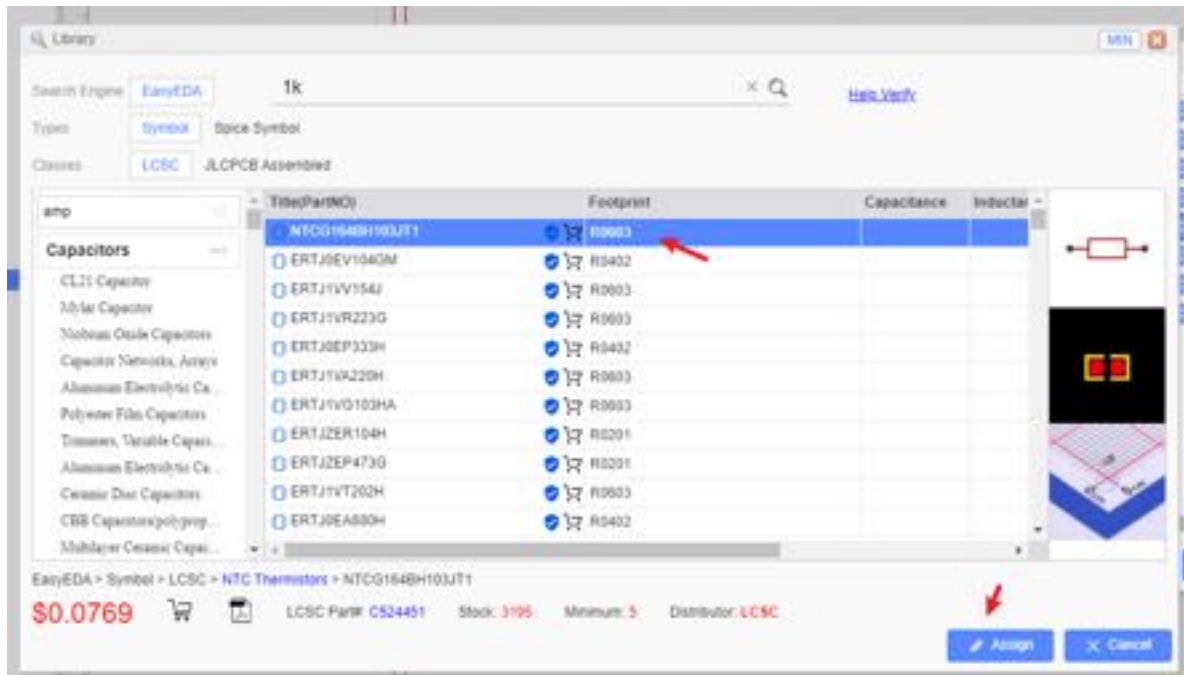 Library MIN
Search Engine EasyEDA 1k Help Verify
Types Symbol Spice Symbol
Classes LCSC JLCPCB Assembled
amp Title(PartNO) Footprint Capacitance Inductan
NTCG164BH103JT1 R0603
Capacitors ERTJ0EV104GM R0402
CL21 Capacitor ERTJ1VV154J R0603
Mylar Capacitor ERTJ1VR223G R0603
Niobium Oxide Capacitors ERTJ0EP333H R0402
Capacitor Networks, Arrays ERTJ1VA220H R0603
Aluminum Electrolytic Ca...
Polyester Film Capacitors ERTJ1VG103HA R0603
Trimmers, Variable Capaci... ERTJZER104H R0201
Aluminum Electrolytic Ca... ERTJZEP473G R0201
Ceramic Disc Capacitors ERTJ1VT202H R0603
CBB Capacitors(polyprop... ERTJ0EA680H R0402
Multilayer Ceramic Capac...
EasyEDA > Symbol > LCSC > NTC Thermistors > NTCG164BH103JT1
$0.0769 LCSC Part#: C524451 Stock: 3195 Minimum: 5 Distributor: LCSC
Assign Cancel